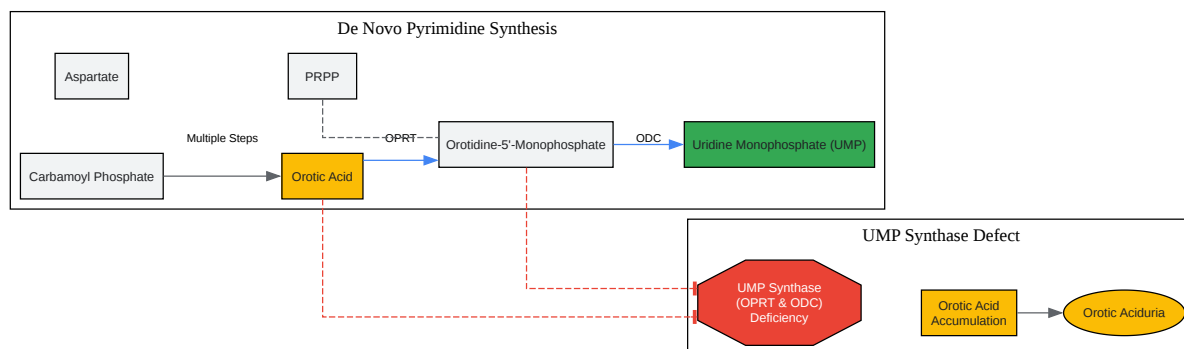 De Novo Pyrimidine Synthesis
Aspartate
PRPP
Multiple Steps
OPRT
ODC
Carbamoyl Phosphate
Orotic Acid
Orotidine-5'-Monophosphate
Uridine Monophosphate (UMP)
UMP Synthase Defect
UMP Synthase
(OPRT & ODC)
Deficiency
Orotic Acid
Accumulation
Orotic Aciduria